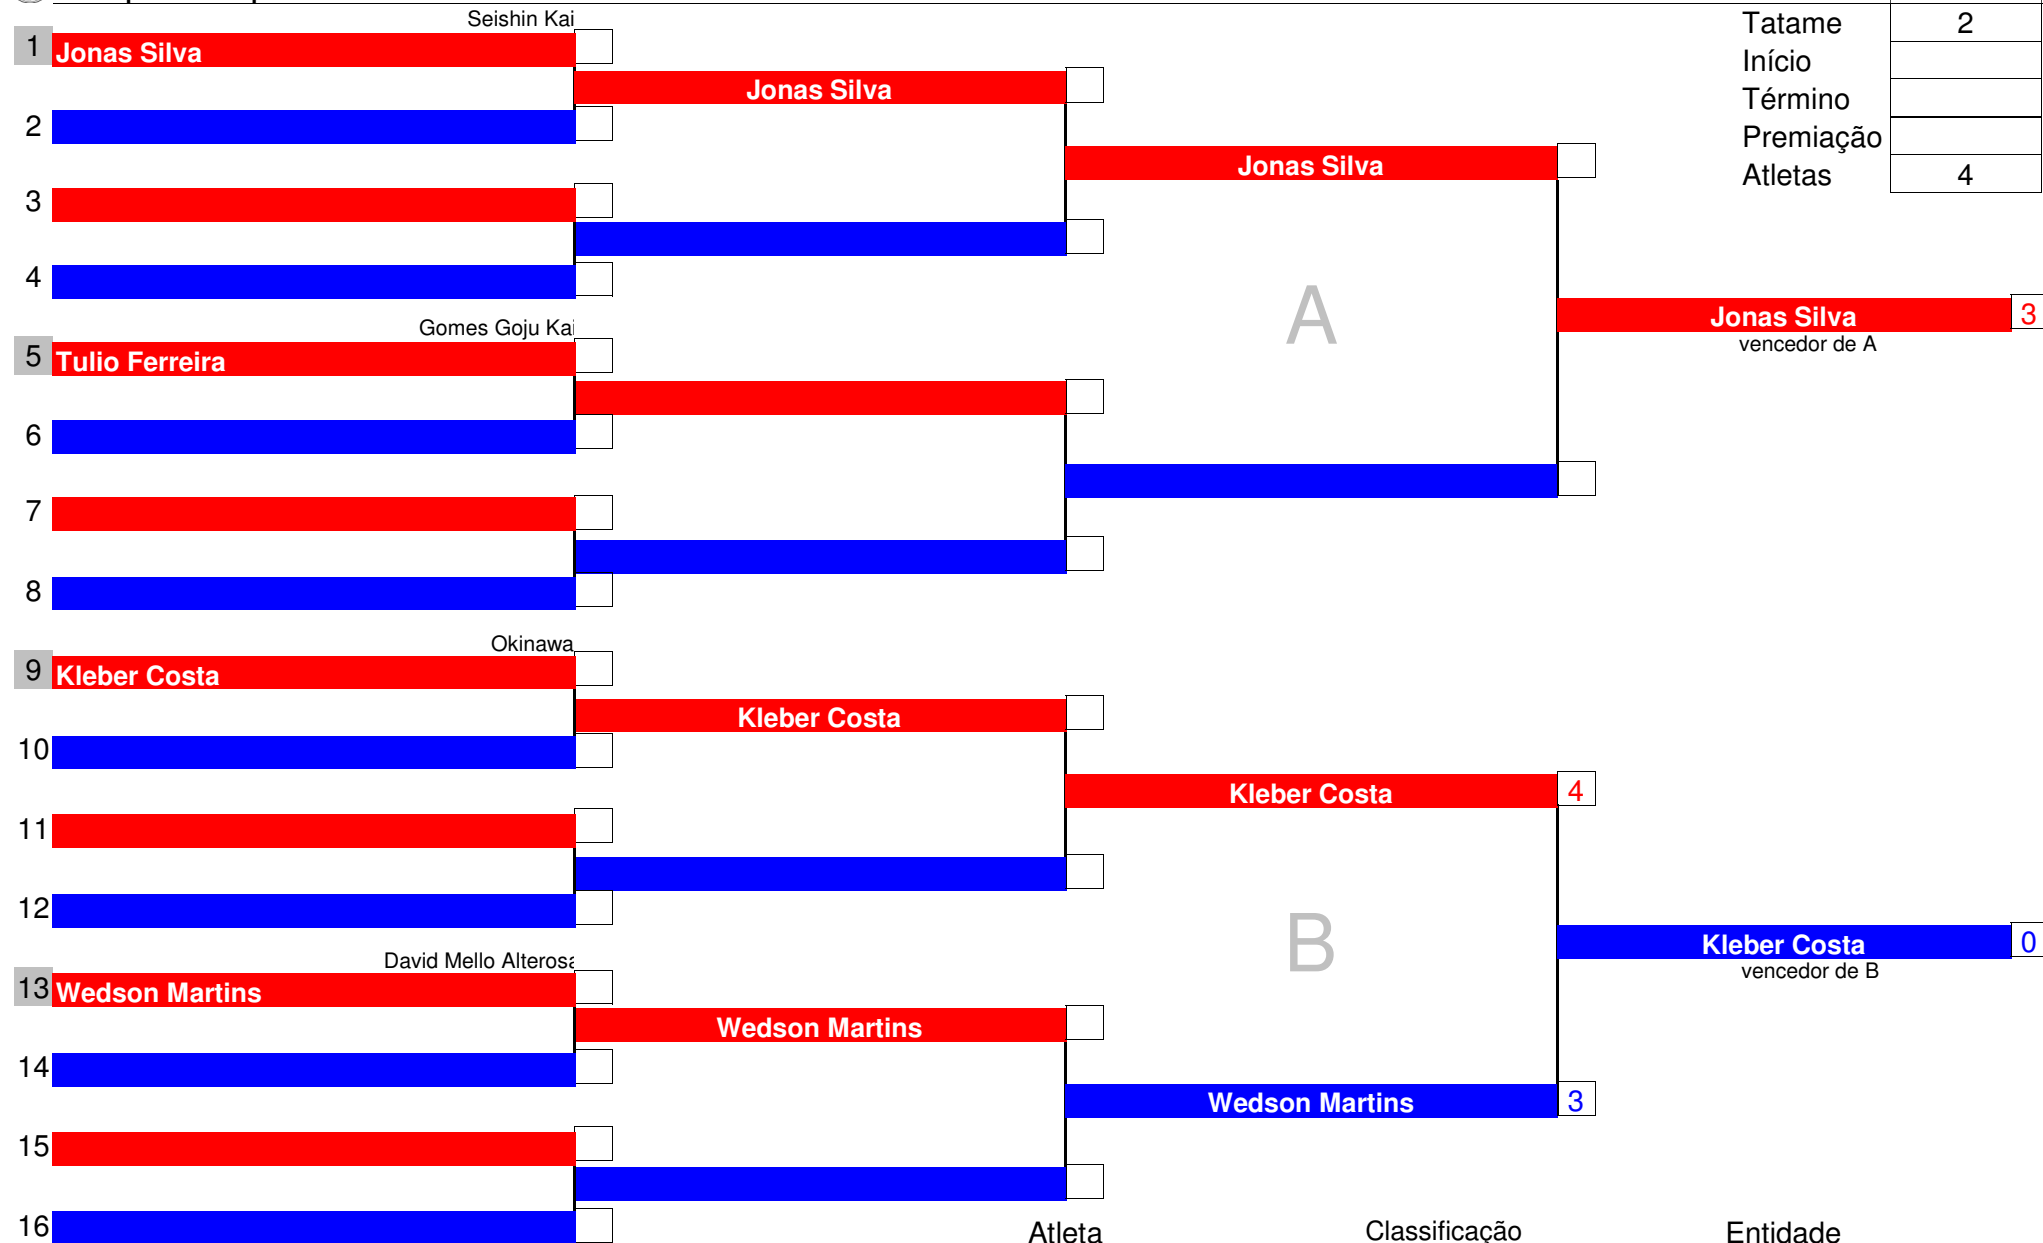 Seishin Kai
Tatame 2
1 Jonas Silva
Início
Jonas Silva
Término
2
Premiação
Jonas Silva
Atletas 4
3
4
A
Jonas Silva 3
Gomes Goju Kai
vencedor de A
5 Tulio Ferreira
6
7
8
Okinawa
9 Kleber Costa
Kleber Costa
10
Kleber Costa 4
11
12
B
Kleber Costa 0
David Mello Alterosa
vencedor de B
13 Wedson Martins
Wedson Martins
14
Wedson Martins 3
15
16
Atleta Classificação Entidade